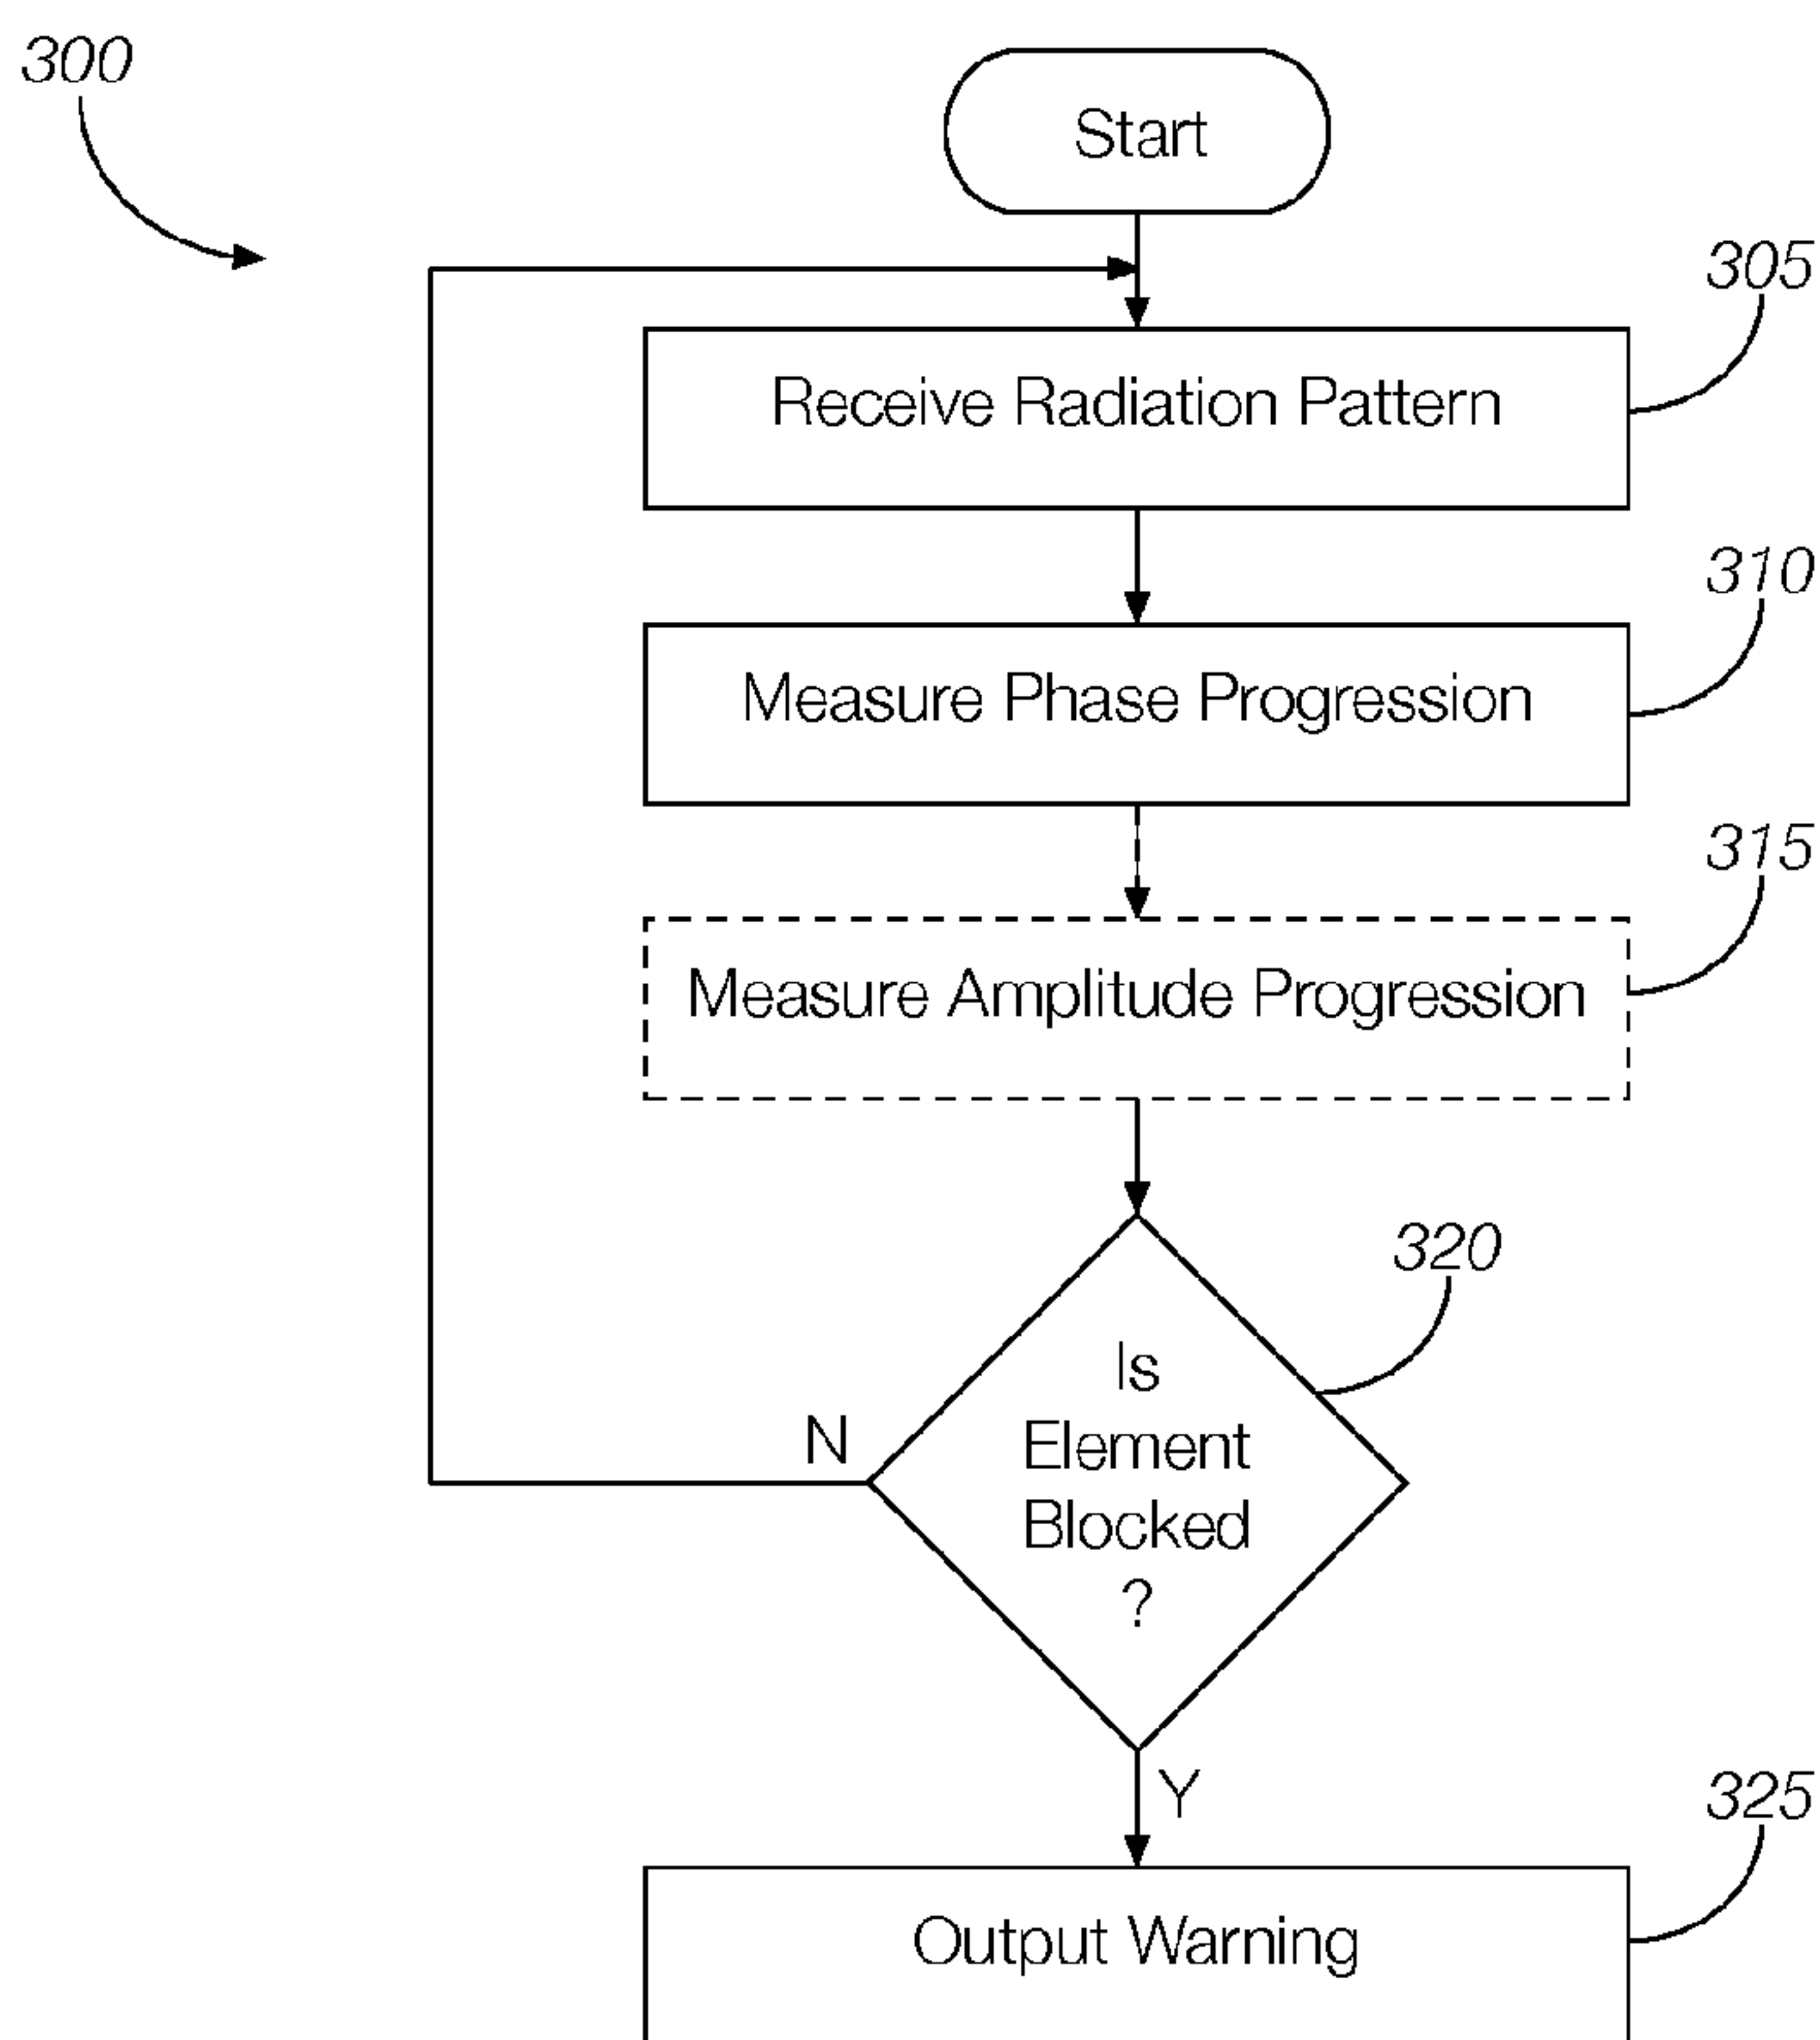 300
Start
305
Receive Radiation Pattern
310
Measure Phase Progression
315
Measure Amplitude Progression
320
Is
Element
Blocked
?
N
Y
325
Output Warning